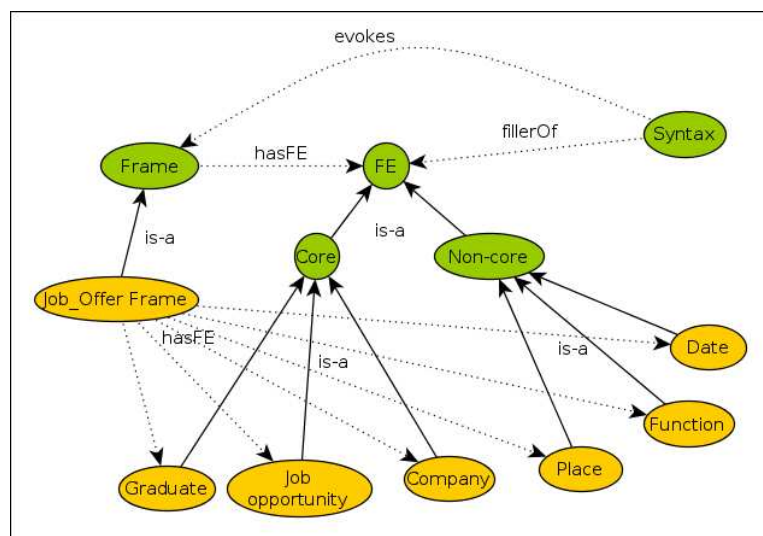 evokes
fillerOf
Syntax
Frame
hasFE
FE
is-a
is-a
Core
Non-core
Job_Offer Frame
hasFE
is-a
is-a
Date
Function
Graduate
Job
opportunity
Company
Place